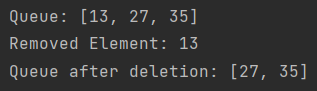 Queue: [13, 27, 35]
Removed Element: 13
Queue after deletion: [27, 35]